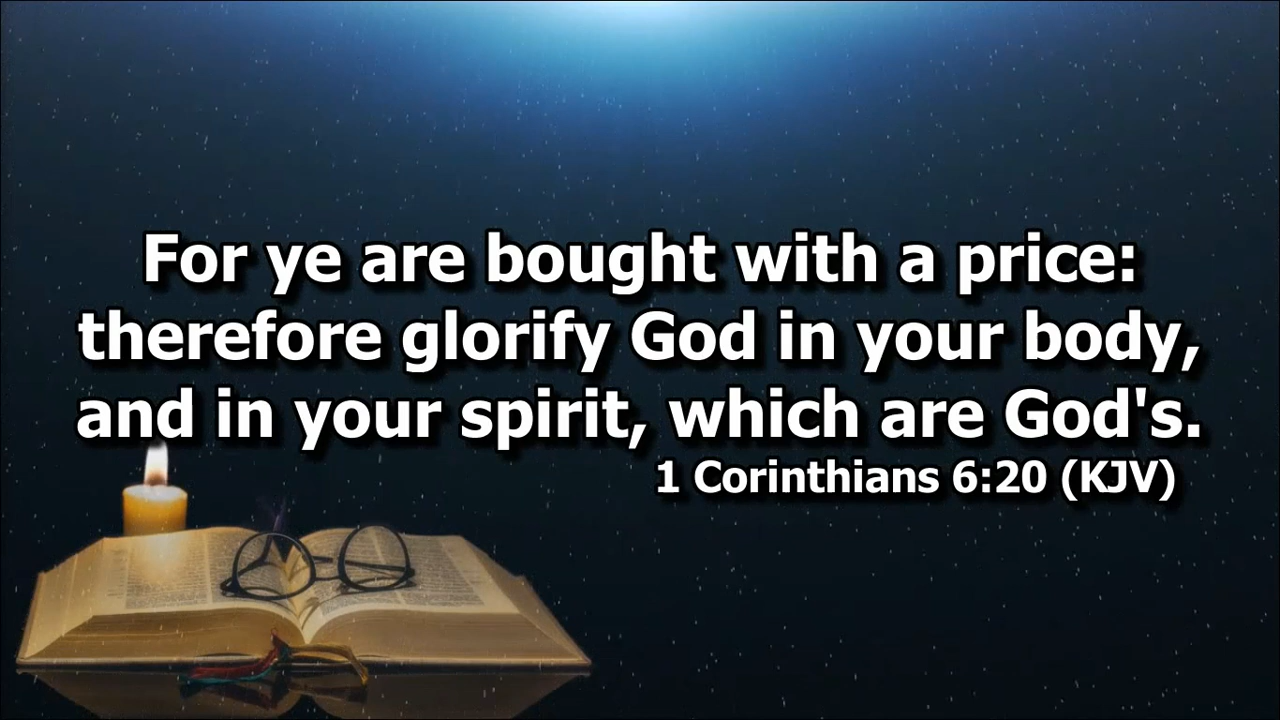 For ye are bought with a price:
therefore glorify God in your body,
and in your spirit, which are God's.
1 Corinthians 6:20 (KJV)